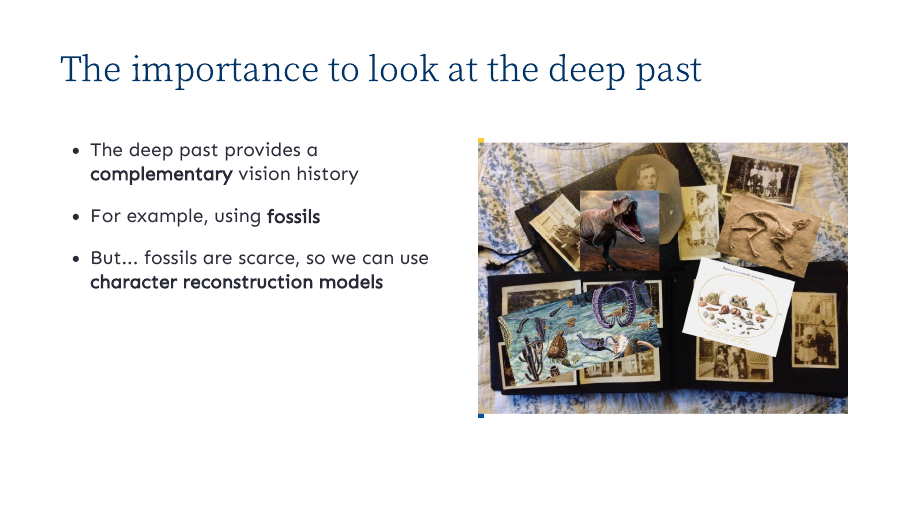 The importance to look at the deep past
The deep past provides a
complementary vision history
For example, using fossils
But... fossils are scarce, so we can use
character reconstruction models